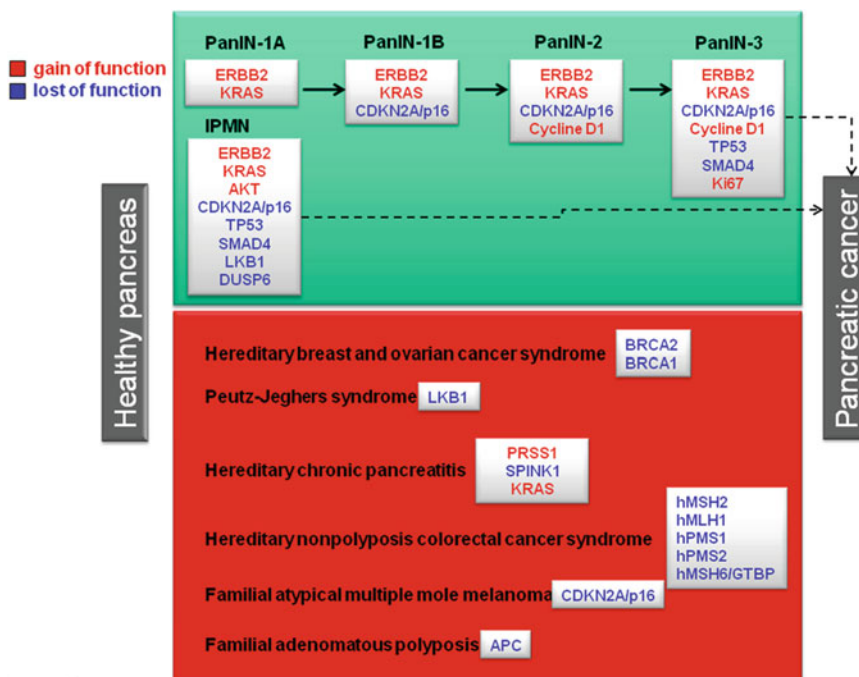 gain of function
lost of function
Healthy pancreas
PanIN-1A
ERBB2
KRAS
PanIN-1B
ERBB2
KRAS
CDKN2A/p16
PanIN-2
ERBB2
KRAS
CDKN2A/p16
Cycline D1
PanIN-3
ERBB2
KRAS
CDKN2A/p16
Cycline D1
TP53
SMAD4
Ki67
IPMN
ERBB2
KRAS
AKT
CDKN2A/p16
TP53
SMAD4
LKB1
DUSP6
Hereditary breast and ovarian cancer syndrome
BRCA2
BRCA1
Peutz-Jeghers syndrome
LKB1
Hereditary chronic pancreatitis
PRSS1
SPINK1
KRAS
Hereditary nonpolyposis colorectal cancer syndrome
hMSH2
hMLH1
hPMS1
hPMS2
hMSH6/GTBP
Familial atypical multiple mole melanoma
CDKN2A/p16
Familial adenomatous polyposis
APC
Pancreatic cancer